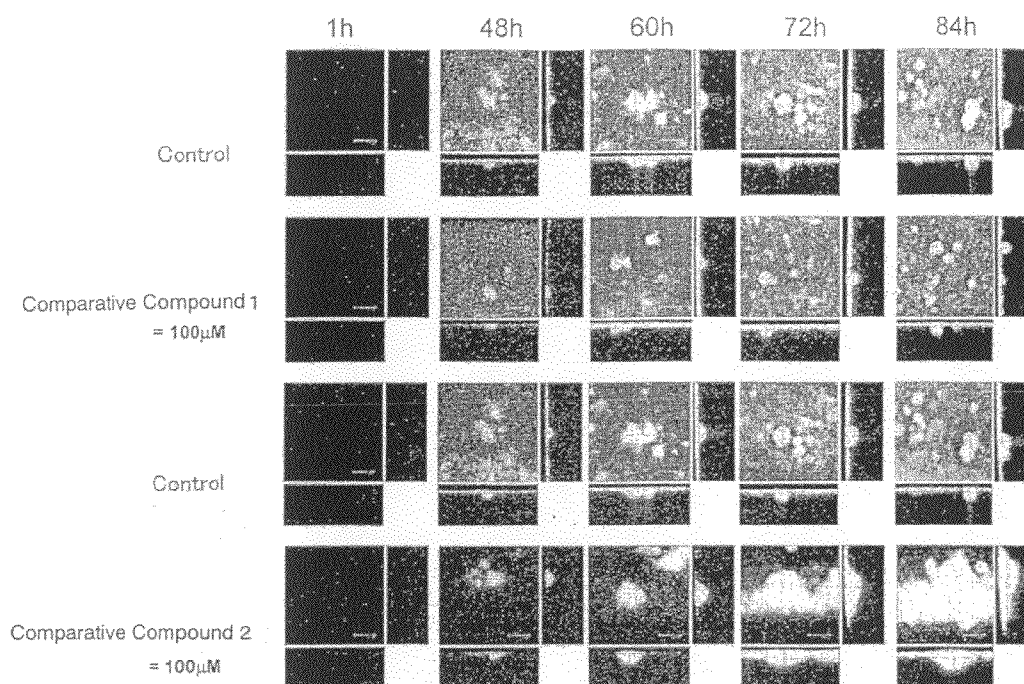 1h 48h 60h 72h 84h
Control
Comparative Compound 1
= 100μM
Control
Comparative Compound 2
= 100μM